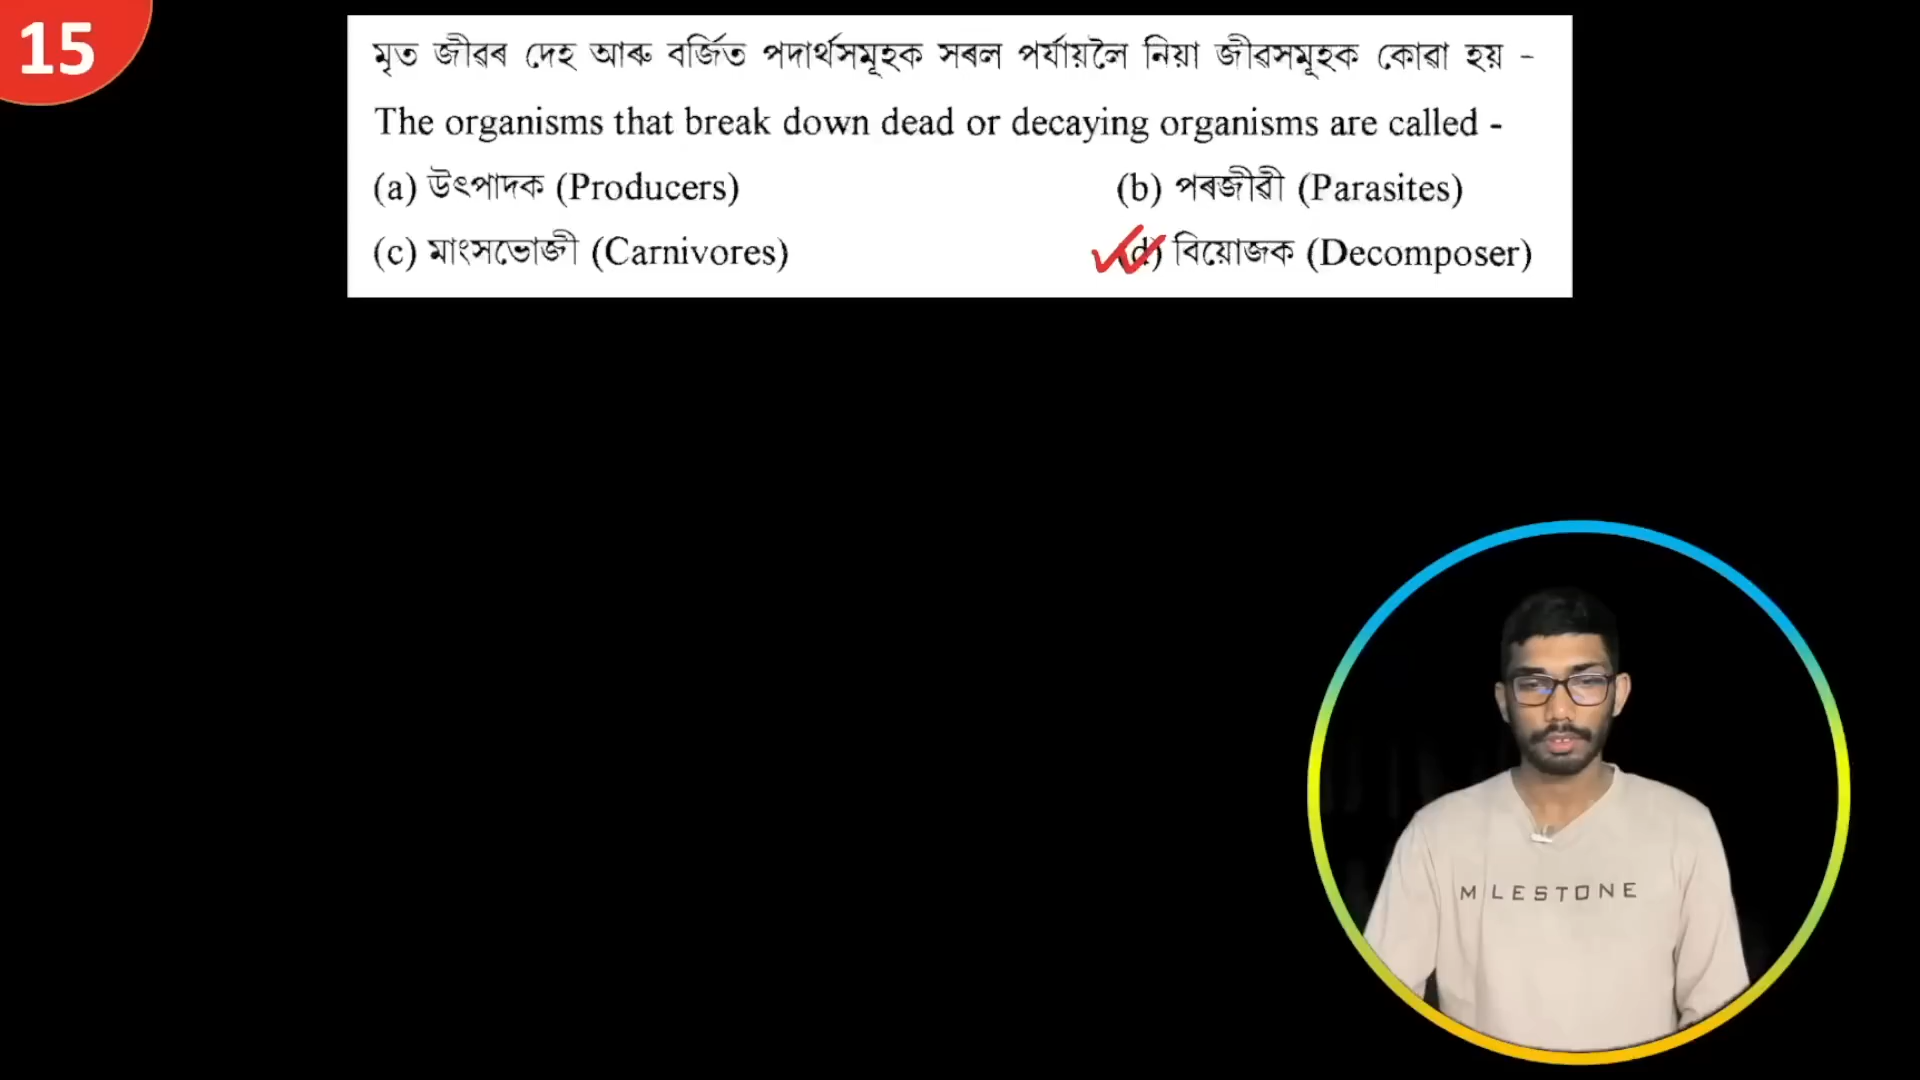 15
মৃত জীৱৰ দেহ আৰু বৰ্জিত পদাৰ্থসমূহক সৰল পৰ্যায়লৈ নিয়া জীৱসমূহক কোৱা হয় -
The organisms that break down dead or decaying organisms are called -
(a) উৎপাদক (Producers) (b) পৰজীৱী (Parasites)
(c) মাংসভোজী (Carnivores) (d) বিয়োজক (Decomposer)
M LESTONE